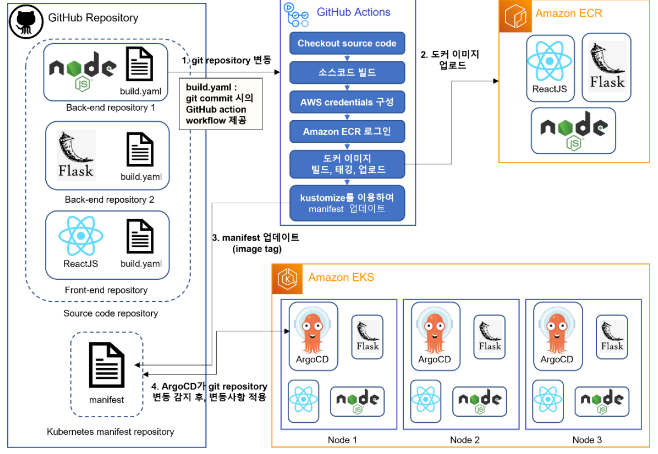 GitHub Repository
node
JS
build.yaml
Back-end repository 1
Flask
build.yaml
Back-end repository 2
ReactJS
build.yaml
Front-end repository
Source code repository
manifest
Kubernetes manifest repository
1. git repository 변동
build.yaml :
git commit 시의
GitHub action
workflow 제공
GitHub Actions
Checkout source code
소스코드 빌드
AWS credentials 구성
Amazon ECR 로그인
도커 이미지
빌드, 태깅, 업로드
kustomize를 이용하여
manifest 업데이트
2. 도커 이미지
업로드
Amazon ECR
ReactJS
Flask
node
JS
3. manifest 업데이트
(image tag)
4. ArgoCD가 git repository
변동 감지 후, 변동사항 적용
Amazon EKS
K
ArgoCD
Flask
node
JS
Node 1
ArgoCD
Flask
node
JS
Node 2
ArgoCD
Flask
node
JS
Node 3